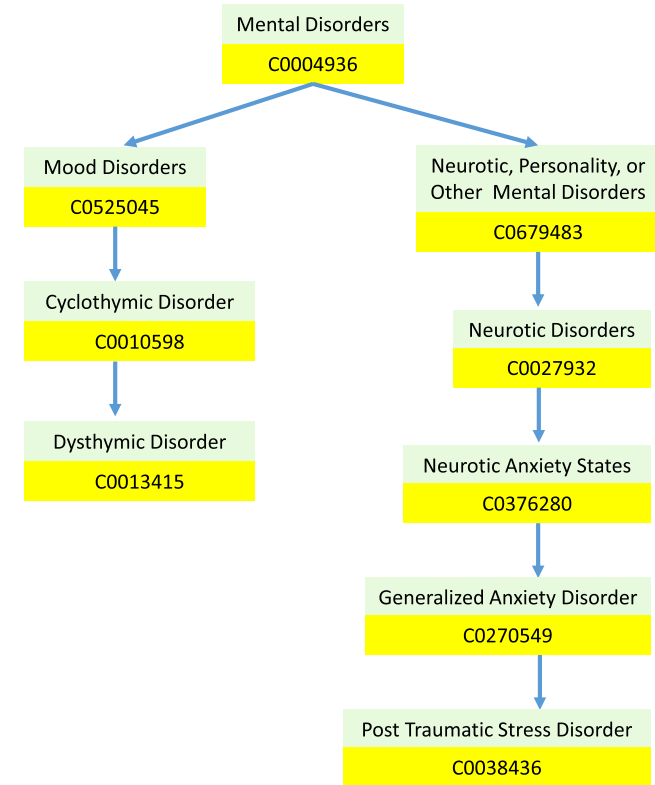 Mental Disorders
C0004936
Mood Disorders
C0525045
Cyclothymic Disorder
C0010598
Dysthymic Disorder
C0013415
Neurotic, Personality, or
Other Mental Disorders
C0679483
Neurotic Disorders
C0027932
Neurotic Anxiety States
C0376280
Generalized Anxiety Disorder
C0270549
Post Traumatic Stress Disorder
C0038436